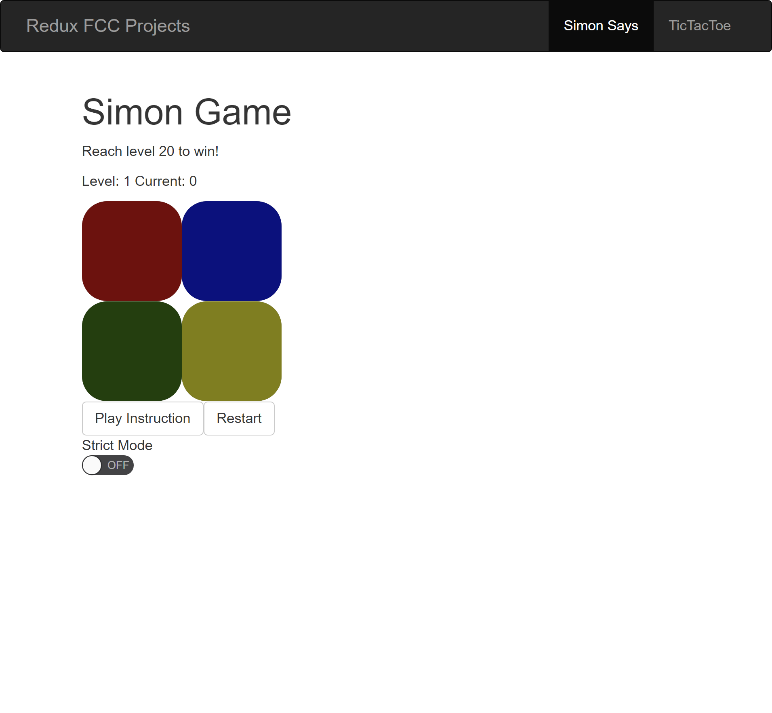 Redux FCC Projects Simon Says TicTacToe
Simon Game
Reach level 20 to win!
Level: 1 Current: 0
Play Instruction Restart
Strict Mode
OFF